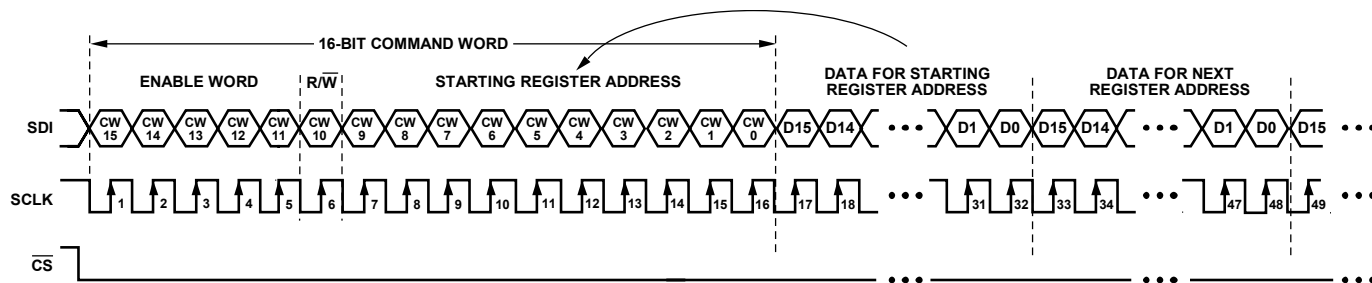 16-BIT COMMAND WORD
ENABLE WORD
R/W
STARTING REGISTER ADDRESS
DATA FOR STARTING
REGISTER ADDRESS
DATA FOR NEXT
REGISTER ADDRESS
SDI
CW
15
CW
14
CW
13
CW
12
CW
11
CW
10
CW
9
CW
8
CW
7
CW
6
CW
5
CW
4
CW
3
CW
2
CW
1
CW
0
D15
D14
D1
D0
D15
D14
D1
D0
D15
SCLK
1
2
3
4
5
6
7
8
9
10
11
12
13
14
15
16
17
18
31
32
33
34
47
48
49
CS